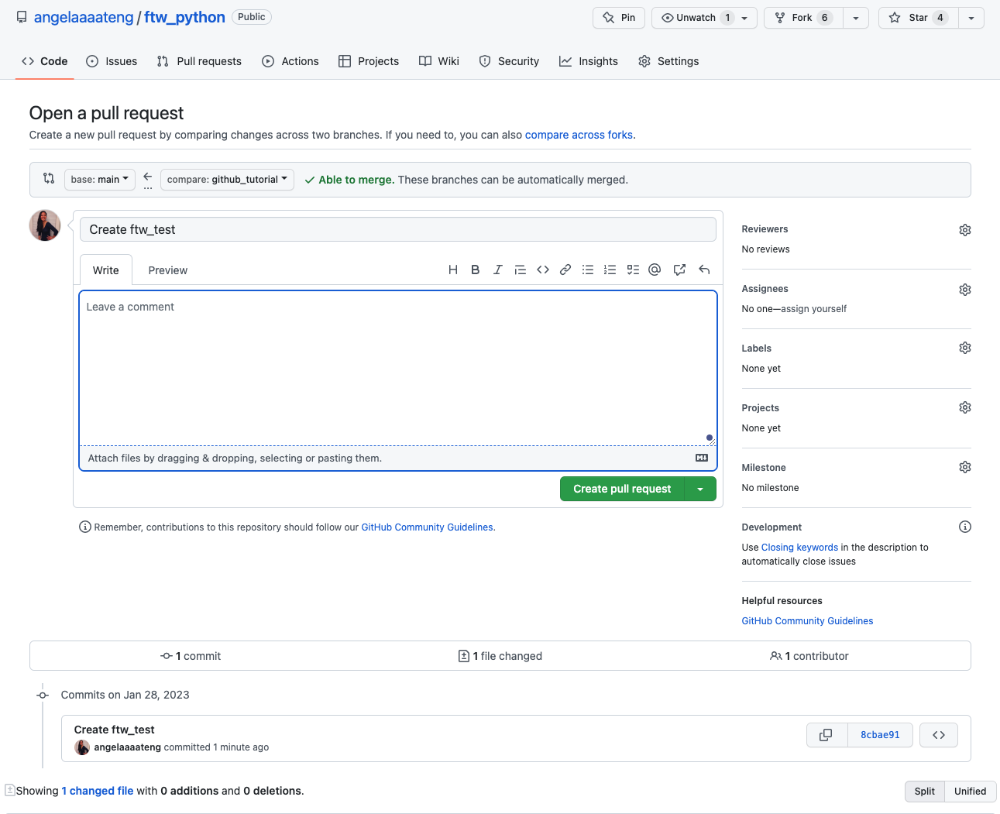 angelaaaateng / ftw_python Public Pin Unwatch 1 Fork 6 Star 4
Code Issues Pull requests Actions Projects Wiki Security Insights Settings
Open a pull request
Create a new pull request by comparing changes across two branches. If you need to, you can also compare across forks.
base: main ... compare: github_tutorial Able to merge. These branches can be automatically merged.
Create ftw_test
Write Preview
Leave a comment
Attach files by dragging & dropping, selecting or pasting them.
Create pull request
Remember, contributions to this repository should follow our GitHub Community Guidelines.
Reviewers
No reviews
Assignees
No one—assign yourself
Labels
None yet
Projects
None yet
Milestone
No milestone
Development
Use Closing keywords in the description to
automatically close issues
Helpful resources
GitHub Community Guidelines
1 commit 1 file changed 1 contributor
Commits on Jan 28, 2023
Create ftw_test
angelaaaateng committed 1 minute ago
8cbae91
Showing 1 changed file with 0 additions and 0 deletions.
Split Unified